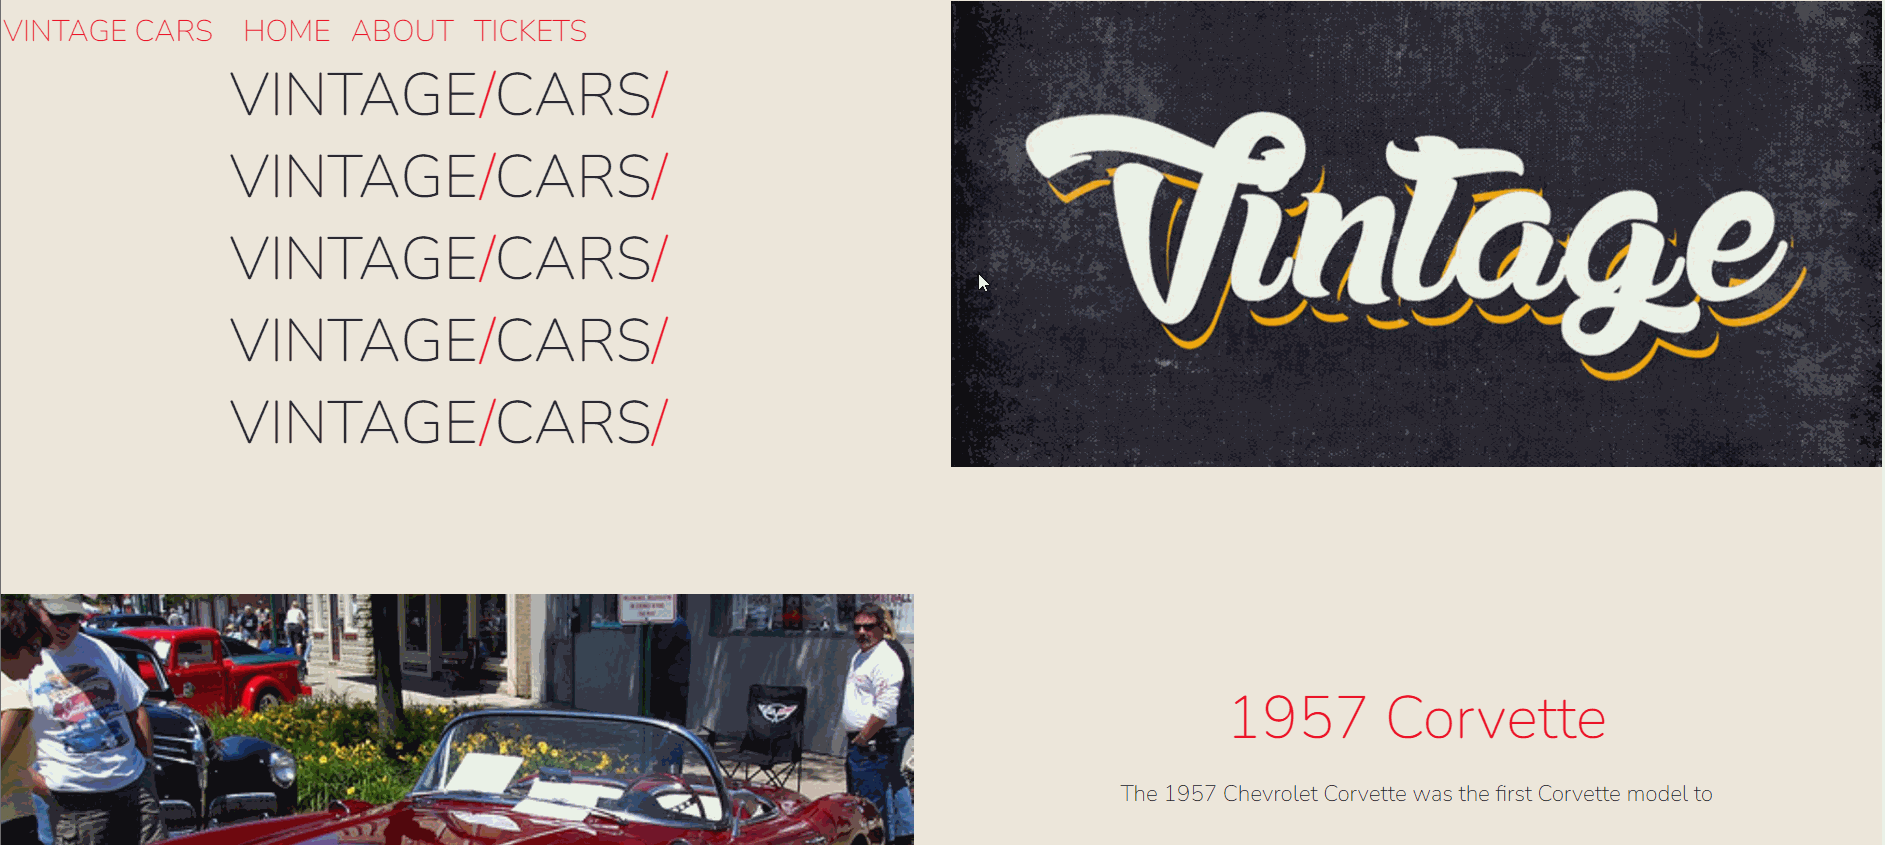 VINTAGE CARS HOME ABOUT TICKETS
VINTAGE/CARS/
VINTAGE/CARS/
VINTAGE/CARS/
VINTAGE/CARS/
VINTAGE/CARS/
Vintage
1957 Corvette
The 1957 Chevrolet Corvette was the first Corvette model to